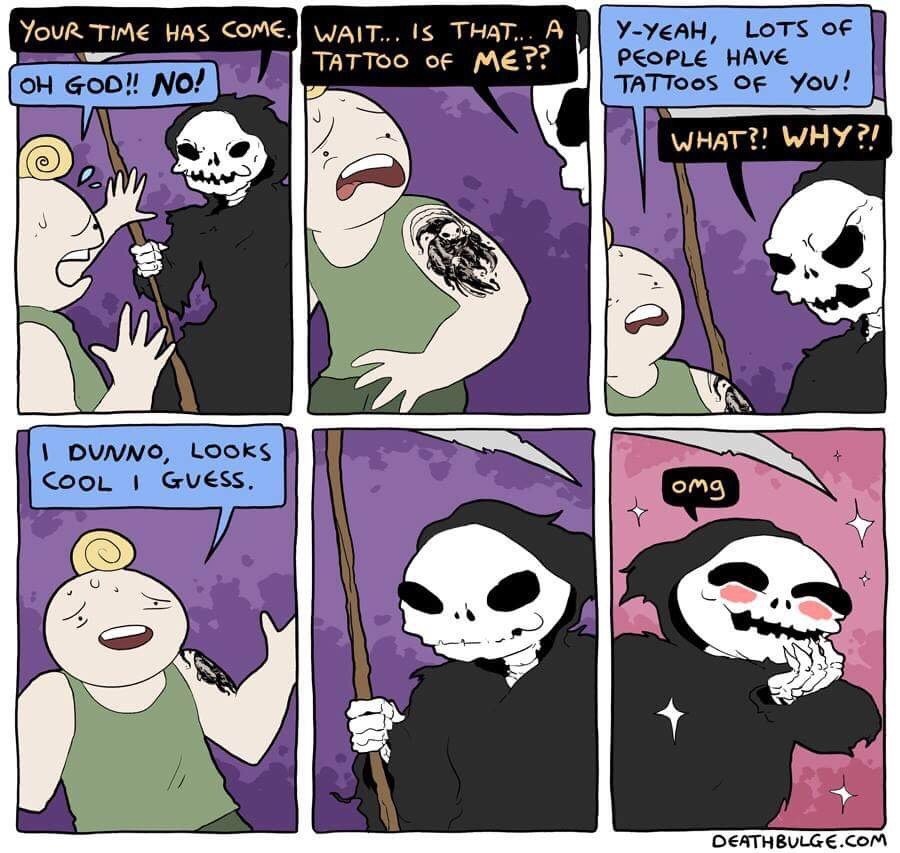 YOUR TIME HAS COME.
OH GOD!! NO!
WAIT... IS THAT... A
TATTOO OF ME??
Y-YEAH, LOTS OF
PEOPLE HAVE
TATTOOS OF YOU!
WHAT?! WHY?!
I DUNNO, LOOKS
COOL I GUESS.
omg
DEATHBULGE.COM